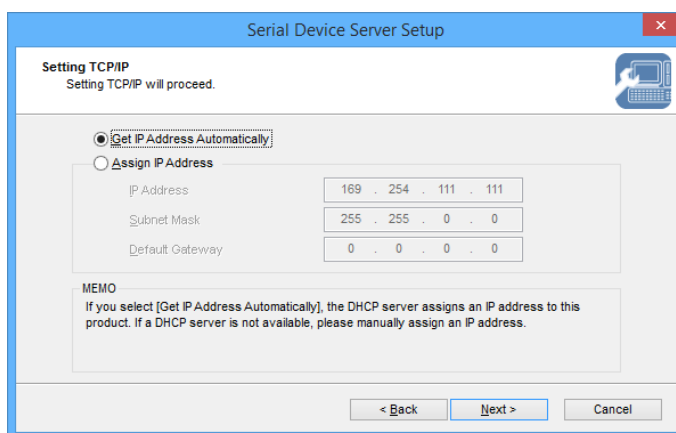 Serial Device Server Setup
Setting TCP/IP
Setting TCP/IP will proceed.
Get IP Address Automatically
Assign IP Address
IP Address 169 . 254 . 111 . 111
Subnet Mask 255 . 255 . 0 . 0
Default Gateway 0 . 0 . 0 . 0
MEMO
If you select [Get IP Address Automatically], the DHCP server assigns an IP address to this
product. If a DHCP server is not available, please manually assign an IP address.
< Back Next > Cancel